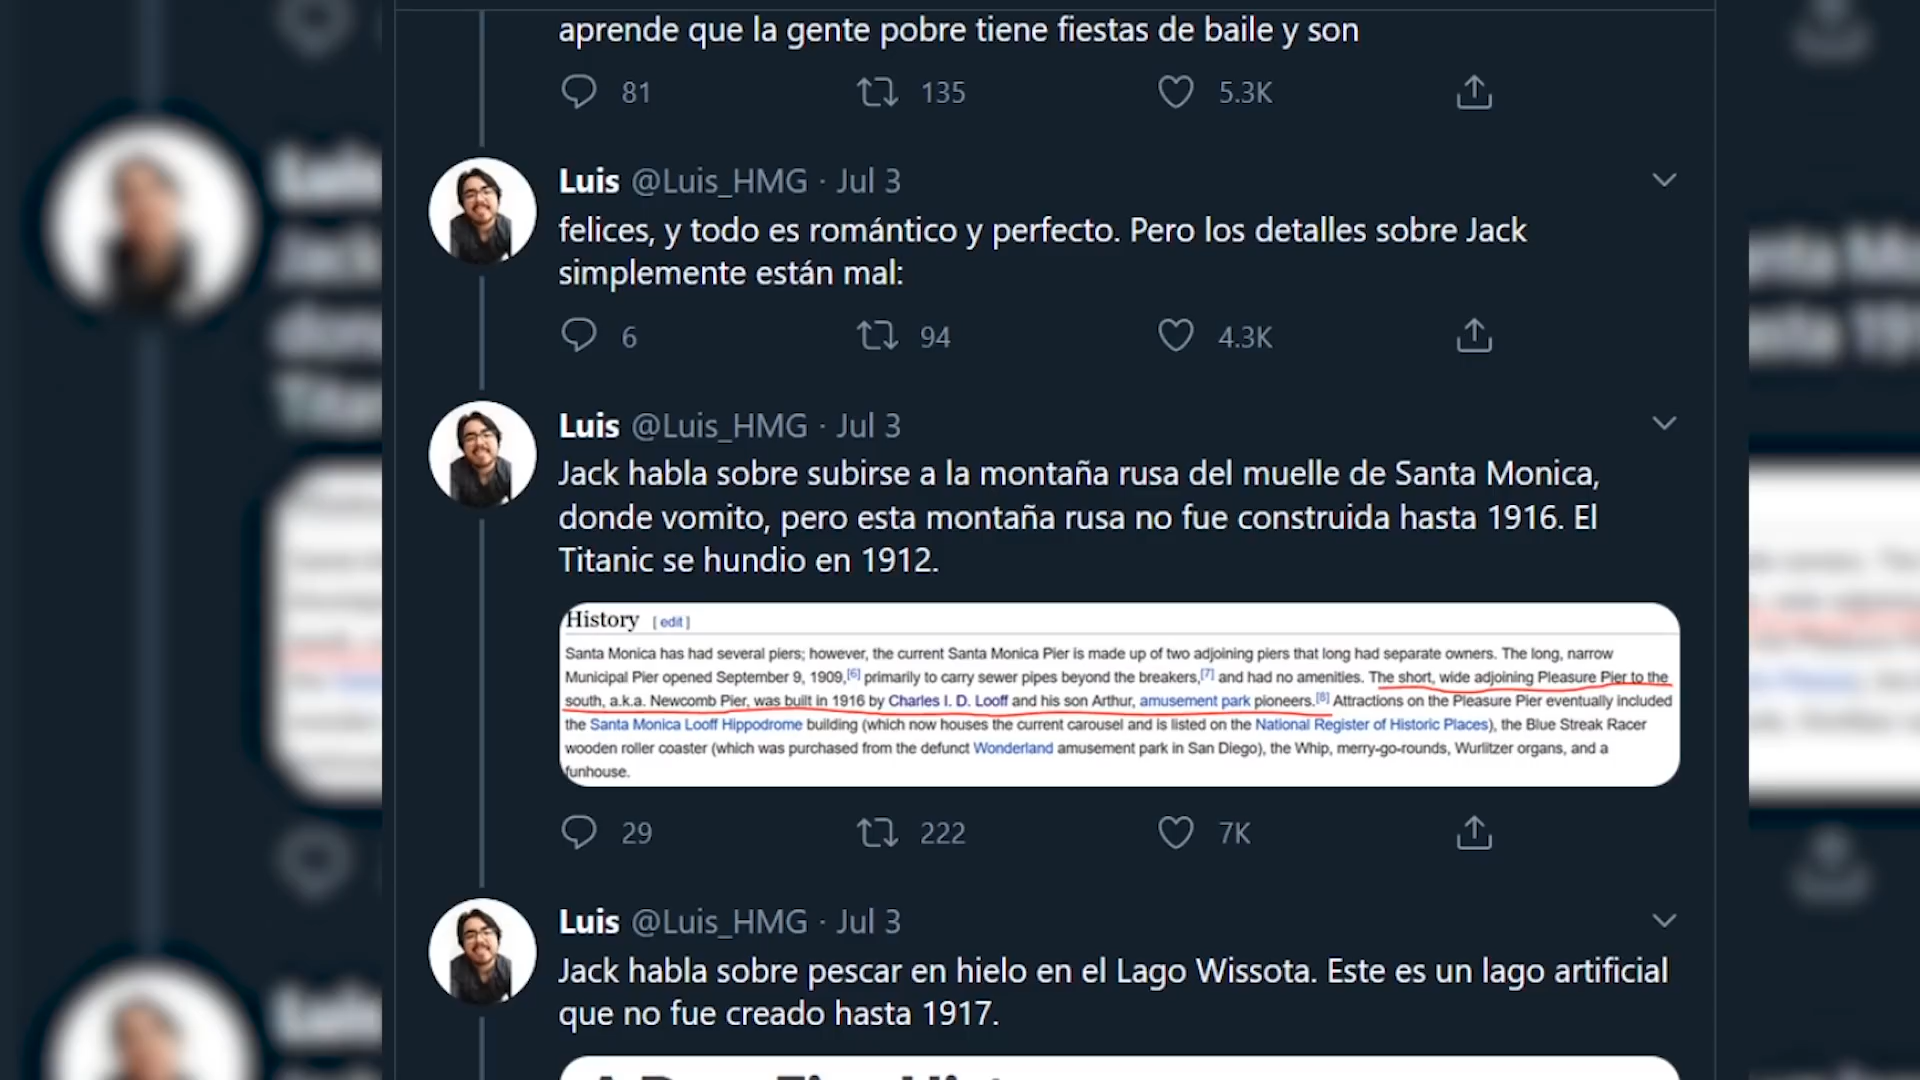 aprende que la gente pobre tiene fiestas de baile y son
81 135 5.3K
Luis @Luis_HMG · Jul 3
felices, y todo es romántico y perfecto. Pero los detalles sobre Jack
simplemente están mal:
6 94 4.3K
Luis @Luis_HMG · Jul 3
Jack habla sobre subirse a la montaña rusa del muelle de Santa Monica,
donde vomito, pero esta montaña rusa no fue construida hasta 1916. El
Titanic se hundio en 1912.
History [ edit ]
Santa Monica has had several piers; however, the current Santa Monica Pier is made up of two adjoining piers that long had separate owners. The long, narrow
Municipal Pier opened September 9, 1909,[6] primarily to carry sewer pipes beyond the breakers,[7] and had no amenities. The short, wide adjoining Pleasure Pier to the
south, a.k.a. Newcomb Pier, was built in 1916 by Charles I. D. Looff and his son Arthur, amusement park pioneers.[8] Attractions on the Pleasure Pier eventually included
the Santa Monica Looff Hippodrome building (which now houses the current carousel and is listed on the National Register of Historic Places), the Blue Streak Racer
wooden roller coaster (which was purchased from the defunct Wonderland amusement park in San Diego), the Whip, merry-go-rounds, Wurlitzer organs, and a
funhouse.
29 222 7K
Luis @Luis_HMG · Jul 3
Jack habla sobre pescar en hielo en el Lago Wissota. Este es un lago artificial
que no fue creado hasta 1917.